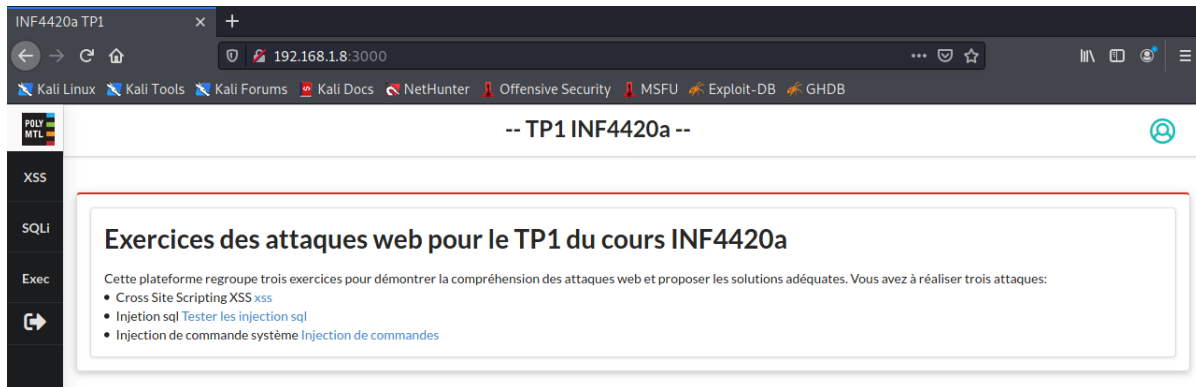 INF4420a TP1
192.168.1.8:3000
Kali Linux Kali Tools Kali Forums Kali Docs NetHunter Offensive Security MSFU Exploit-DB GHDB
POLY
MTL
-- TP1 INF4420a --
XSS
SQLi
Exec
Exercices des attaques web pour le TP1 du cours INF4420a
Cette plateforme regroupe trois exercices pour démontrer la compréhension des attaques web et proposer les solutions adéquates. Vous avez à réaliser trois attaques:
• Cross Site Scripting XSS xss
• Injetion sql Tester les injection sql
• Injection de commande système Injection de commandes